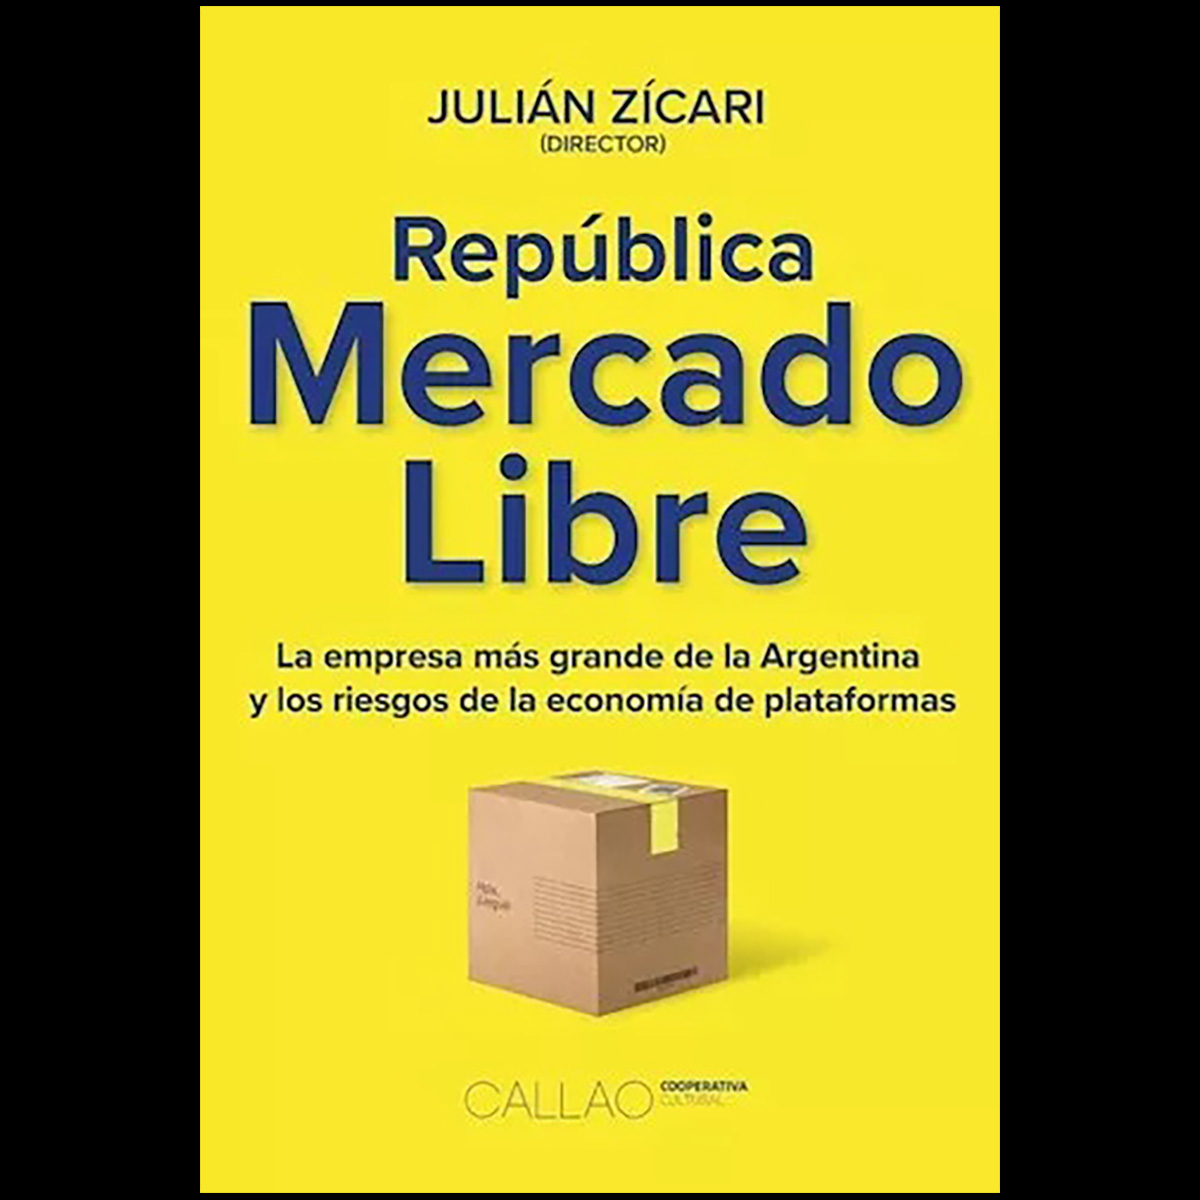 JULIÁN ZÍCARI
(DIRECTOR)
República
Mercado
Libre
La empresa más grande de la Argentina
y los riesgos de la economía de plataformas
CALLAO COOPERATIVA
CULTURAL